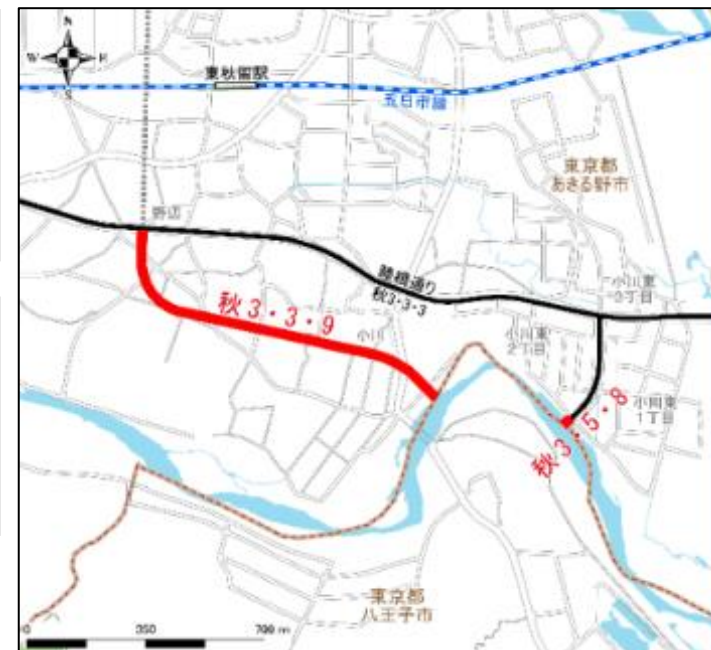 N
W E
S
東秋留駅
五日市線
東京都
あきる野市
野辺
睦橋通り
秋3・3・3
小川東
3丁目
秋3・3・9
小川
小川東
2丁目
小川東
1丁目
秋3・5・8
東京都
八王子市
0 350 700 m